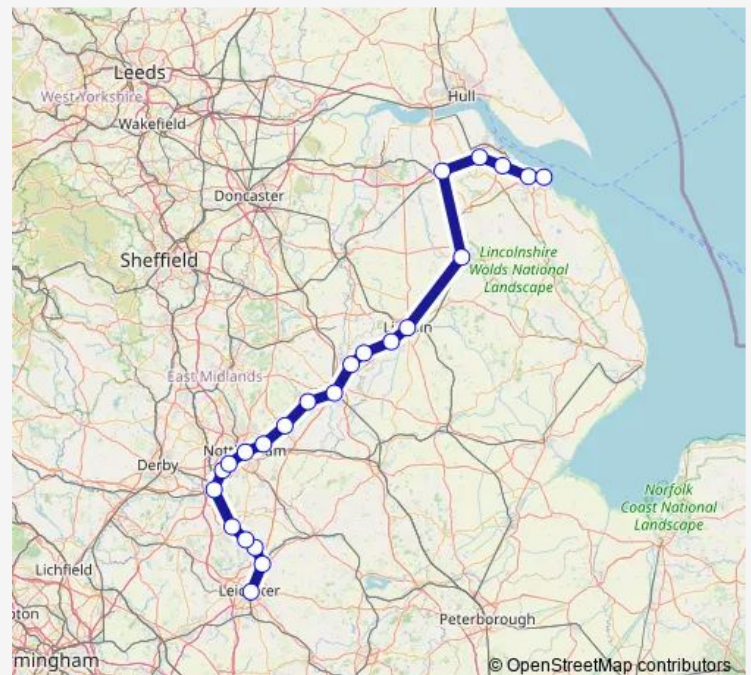 Leeds
West Yorkshire
Hull
Wakefield
Doncaster
Sheffield
Lincolnshire
Wolds National
Landscape
East Midlands
Derby
Norfolk
Coast National
Landscape
Lichfield
Peterborough
mingham
© OpenStreetMap contributors